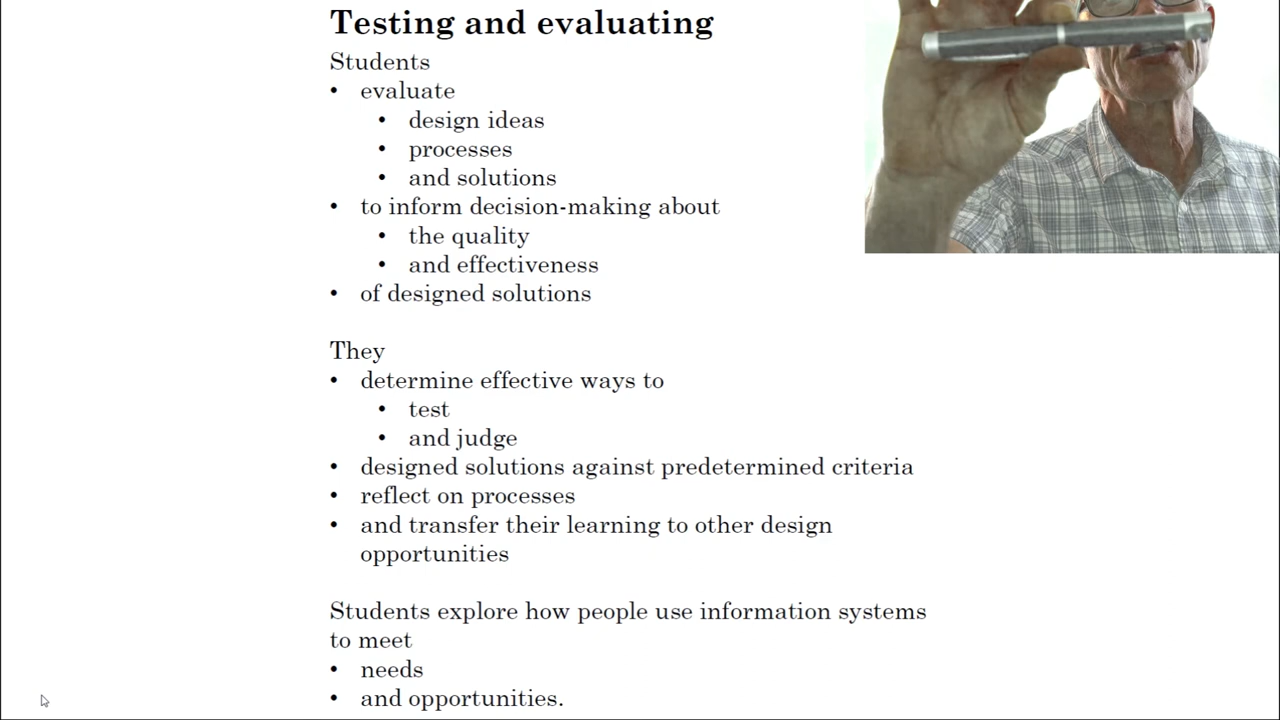 Testing and evaluating
Students
• evaluate
• design ideas
• processes
• and solutions
• to inform decision-making about
• the quality
• and effectiveness
• of designed solutions
They
• determine effective ways to
• test
• and judge
• designed solutions against predetermined criteria
• reflect on processes
• and transfer their learning to other design
opportunities
Students explore how people use information systems
to meet
• needs
• and opportunities.